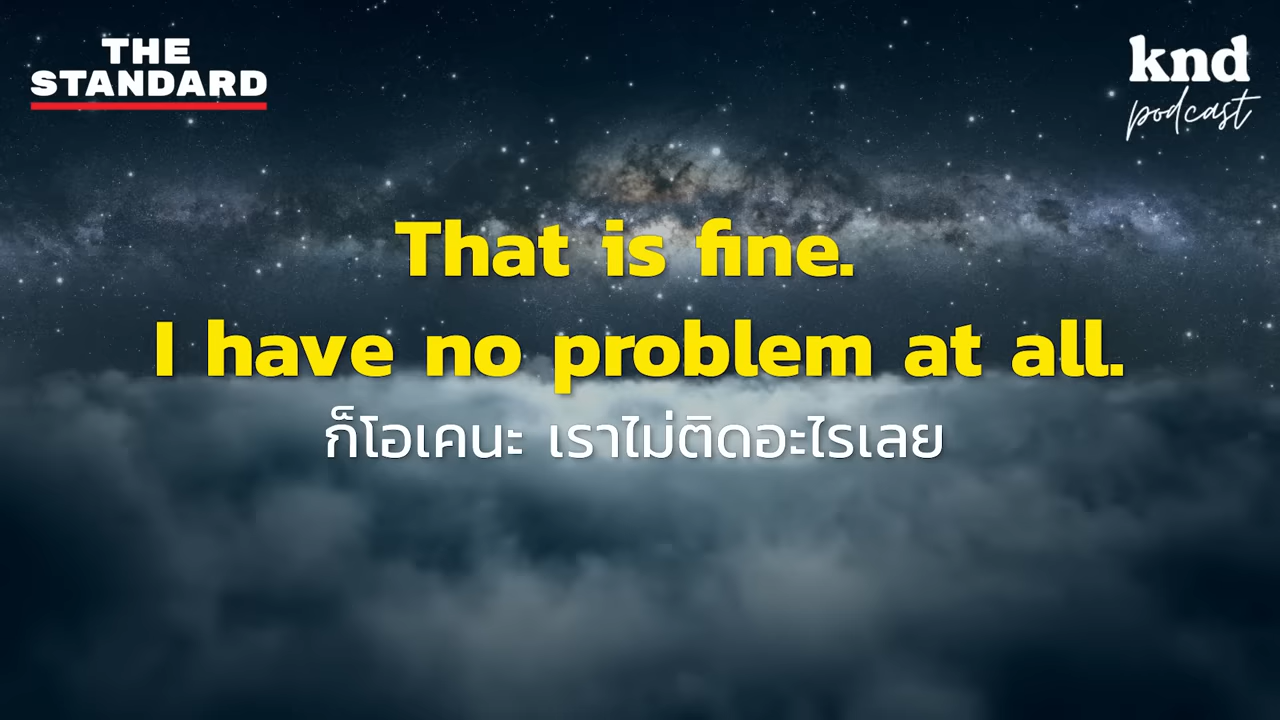 THE
STANDARD
knd
podcast
That is fine.
I have no problem at all.
ก็โอเคนะ เราไม่ติดอะไรเลย